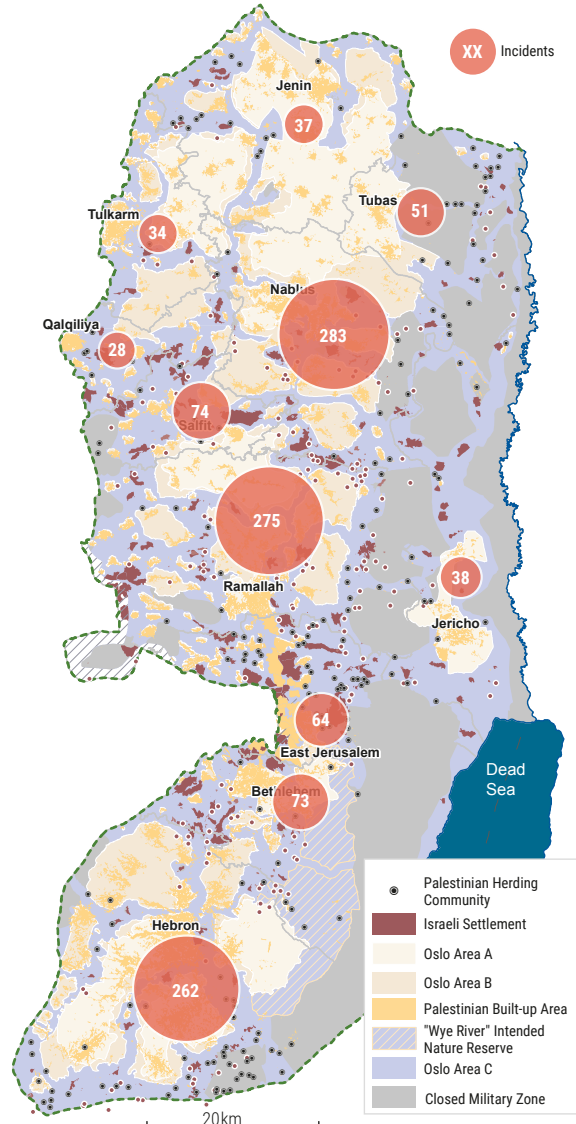 XX
Incidents
Jenin
37
Tubas
51
Tulkarm
34
Nablus
283
Qalqiliya
28
74
Salfit
275
Ramallah
38
Jericho
64
East Jerusalem
Bethlehem
73
Dead
Sea
Hebron
262
Palestinian Herding
Community
Israeli Settlement
Oslo Area A
Oslo Area B
Palestinian Built-up Area
"Wye River" Intended
Nature Reserve
Oslo Area C
Closed Military Zone
20km